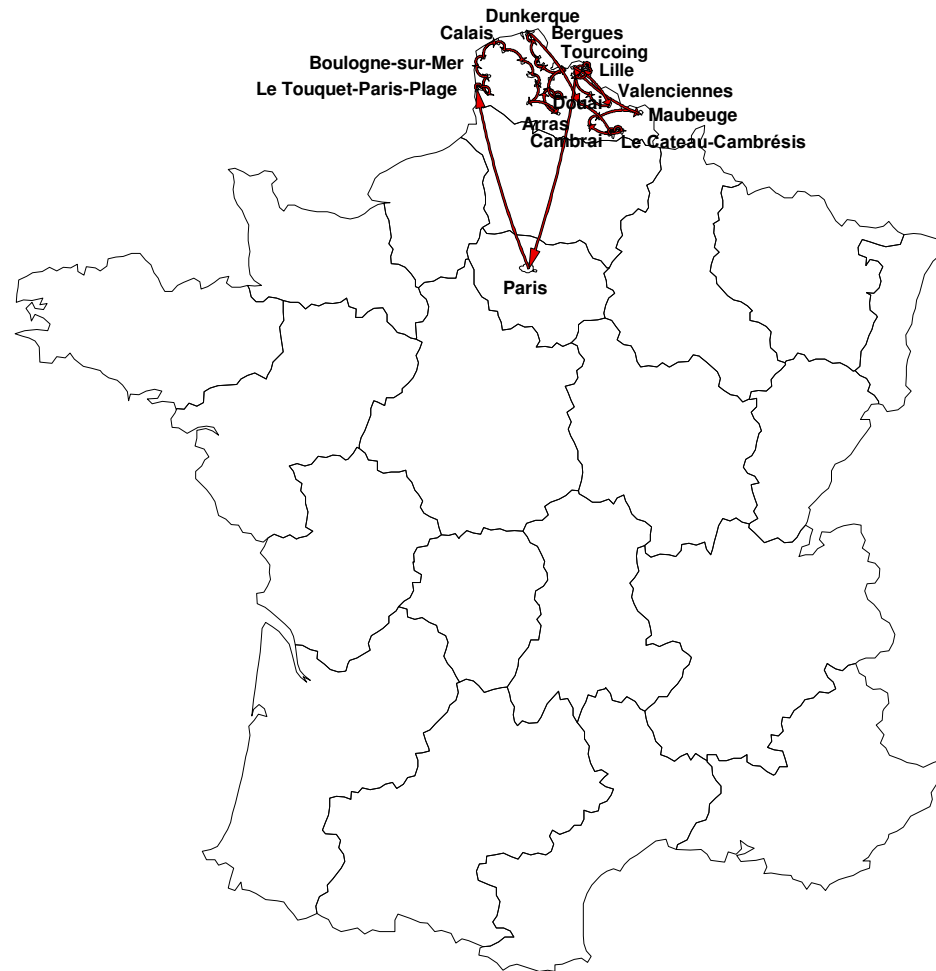 Dunkerque
Calais
Bergues
Tourcoing
Boulogne-sur-Mer
Lille
Le Touquet-Paris-Plage
Valenciennes
Douai
Maubeuge
Arras
Cambrai
Le Cateau-Cambrésis
Paris